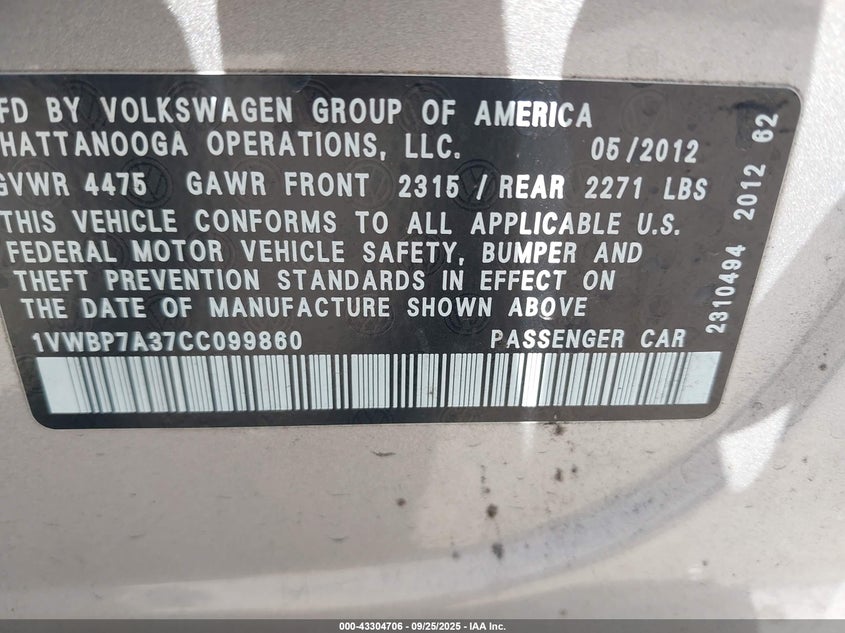 MFD BY VOLKSWAGEN GROUP OF AMERICA
CHATTANOOGA OPERATIONS, LLC. 05/2012
GVWR 4475 GAWR FRONT 2315 / REAR 2271 LBS
THIS VEHICLE CONFORMS TO ALL APPLICABLE U.S.
FEDERAL MOTOR VEHICLE SAFETY, BUMPER AND
THEFT PREVENTION STANDARDS IN EFFECT ON
THE DATE OF MANUFACTURE SHOWN ABOVE
1VWBP7A37CC099860 PASSENGER CAR
2310494 2012 62
000-43304706 - 09/25/2025 - IAA Inc.